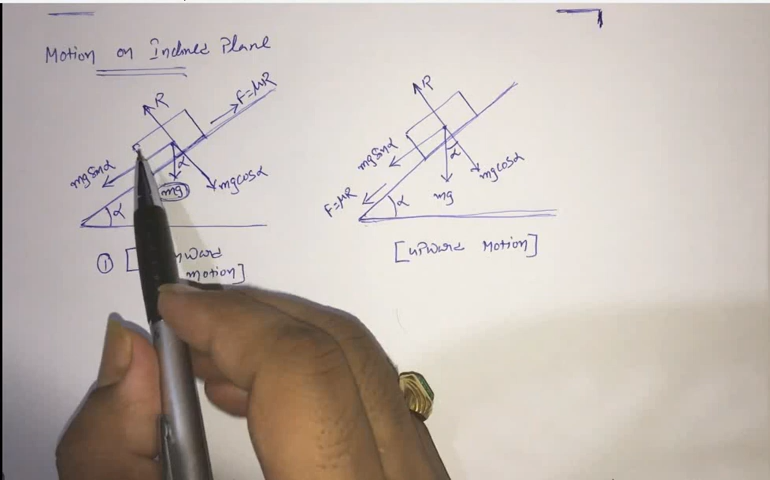 Motion on Inclined Plane
R
F=μR
mg sinα
α
mg
mg cosα
α
①
motion]
R
mg sinα
α
mg cosα
F=μR
α
mg
[upward Motion]